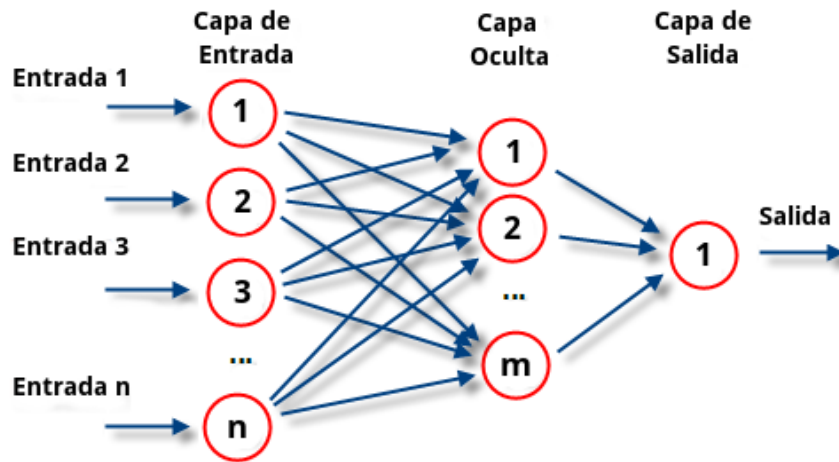 Capa de
Entrada
Capa
Oculta
Capa de
Salida
Entrada 1
1
Entrada 2
2
Entrada 3
3
...
Entrada n
n
1
2
...
m
1
Salida